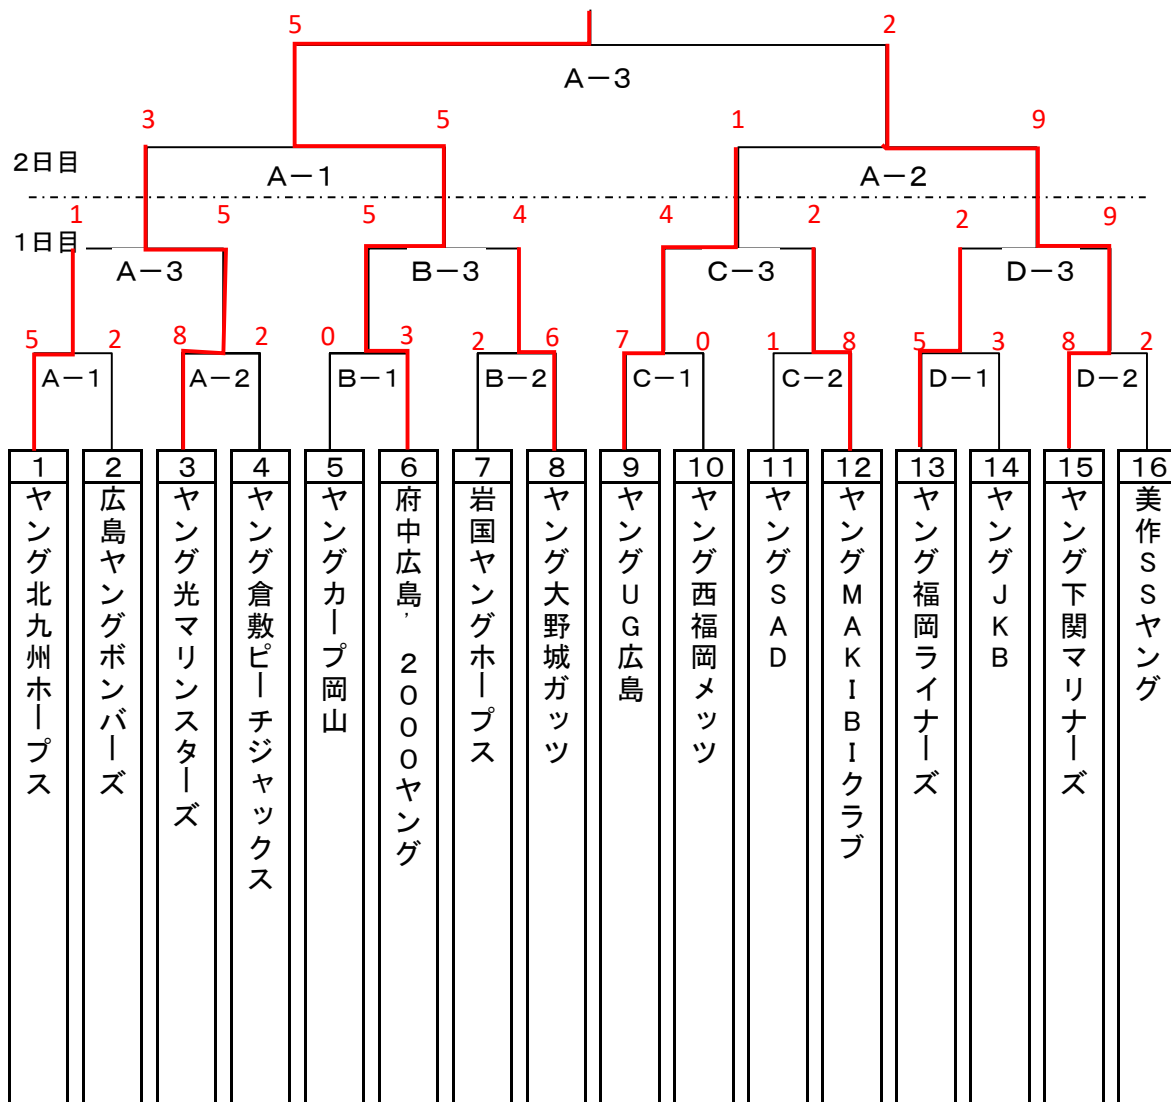 5 2
A-3
3 5 1 9
2日目
A-1 A-2
1 5 5 4 4 2 2 9
1日目
A-3 B-3 C-3 D-3
5 2 8 2 0 3 2 6 7 0 1 8 5 3 8 2
A-1 A-2 B-1 B-2 C-1 C-2 D-1 D-2
1 2 3 4 5 6 7 8 9 10 11 12 13 14 15 16
ヤング北九州ホープス
広島ヤングボンバーズ
ヤング光マリンスターズ
ヤング倉敷ピーチジャックス
ヤングカープ岡山
府中広島’2000ヤング
岩国ヤングホープス
ヤング大野城ガッツ
ヤングUG広島
ヤング西福岡メッツ
ヤングSAD
ヤングMAKIBIクラブ
ヤング福岡ライナーズ
ヤングJKB
ヤング下関マリナーズ
美作SSヤング